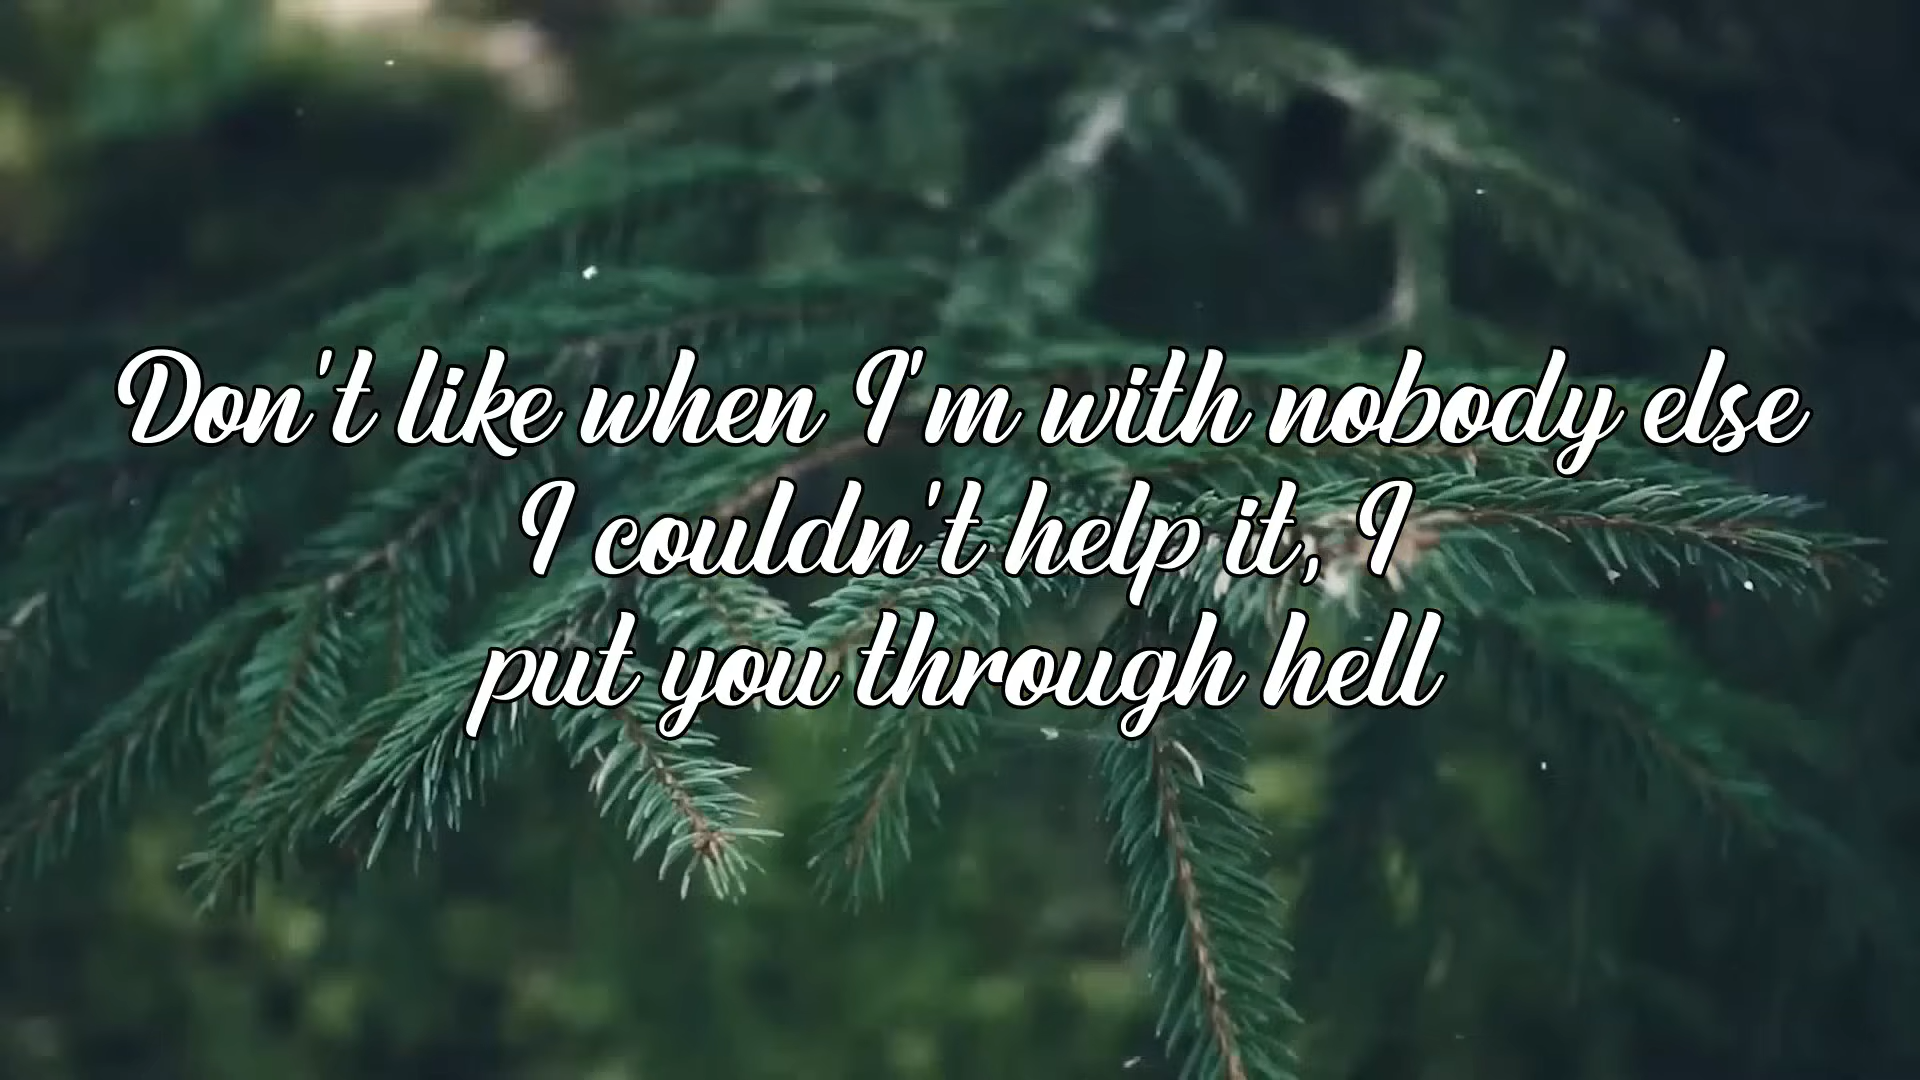 Don't like when I'm with nobody else
I couldn't help it, I
put you through hell